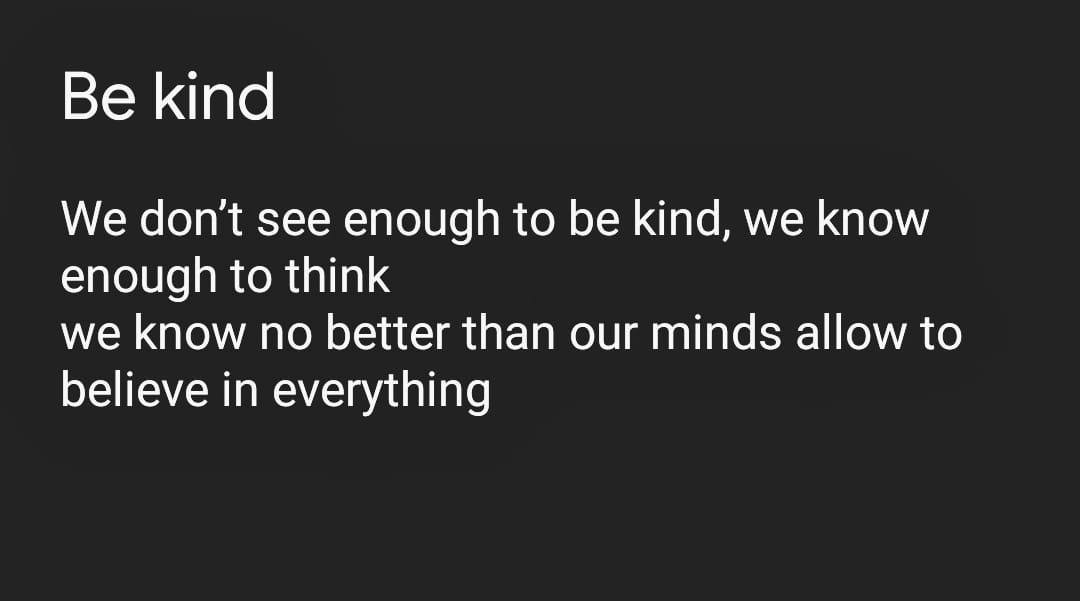 Be kind
We don’t see enough to be kind, we know
enough to think
we know no better than our minds allow to
believe in everything